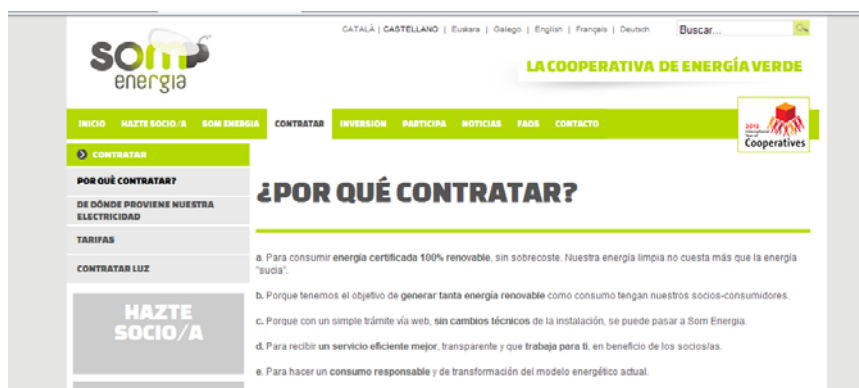 CATALÀ | CASTELLANO | Euskara | Galego | English | Français | Deutsch
Buscar...
som
energia
LA COOPERATIVA DE ENERGÍA VERDE
INICIO HAZTE SOCIO/A SOM ENERGIA CONTRATAR INVERSION PARTICIPA NOTICIAS FAQS CONTACTO
2012
International
Year of
Cooperatives
CONTRATAR
POR QUÈ CONTRATAR?
DE DÓNDE PROVIENE NUESTRA
ELECTRICIDAD
TARIFAS
CONTRATAR LUZ
HAZTE
SOCIO/A
¿POR QUÉ CONTRATAR?
a. Para consumir energía certificada 100% renovable, sin sobrecoste. Nuestra energía limpia no cuesta más que la energía
"sucia".
b. Porque tenemos el objetivo de generar tanta energía renovable como consumo tengan nuestros socios-consumidores.
c. Porque con un simple trámite vía web, sin cambios técnicos de la instalación, se puede pasar a Som Energia.
d. Para recibir un servicio eficiente mejor, transparente y que trabaja para ti, en beneficio de los socios/as.
e. Para hacer un consumo responsable y de transformación del modelo energético actual.